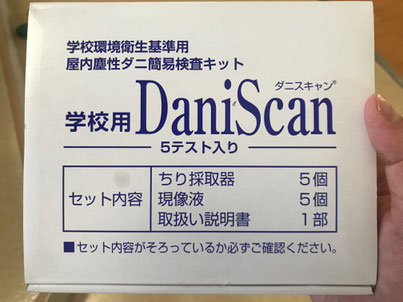 学校環境衛生基準用
屋内塵性ダニ簡易検査キット
ダニスキャン®
学校用 DaniScan
5テスト入り
セット内容
ちり採取器 5個
現像液 5個
取扱い説明書 1部
■セット内容がそろっているか必ずご確認ください。